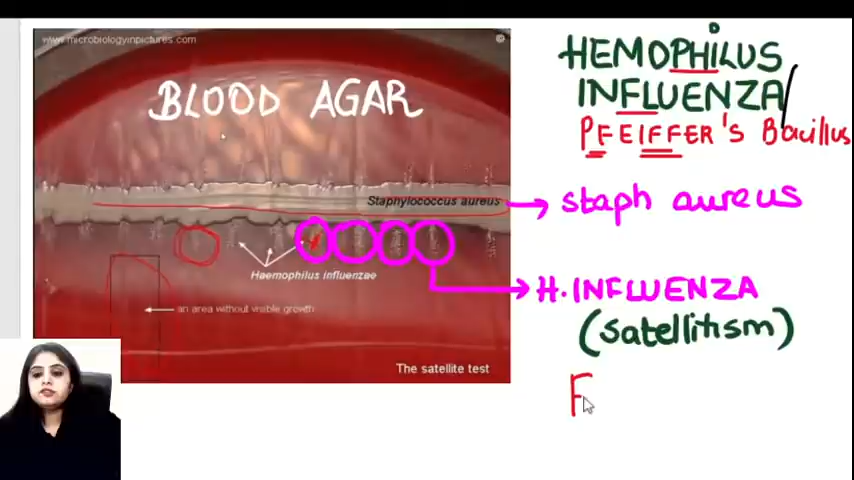 www.microbiologyinpictures.com ©
BLOOD AGAR
Staphylococcus aureus
Haemophilus influenzae
an area without visible growth
The satellite test
HEMOPHILUS
INFLUENZA
PFEIFFER'S Bacillus
staph aureus
H. INFLUENZA
(satellitism)
F